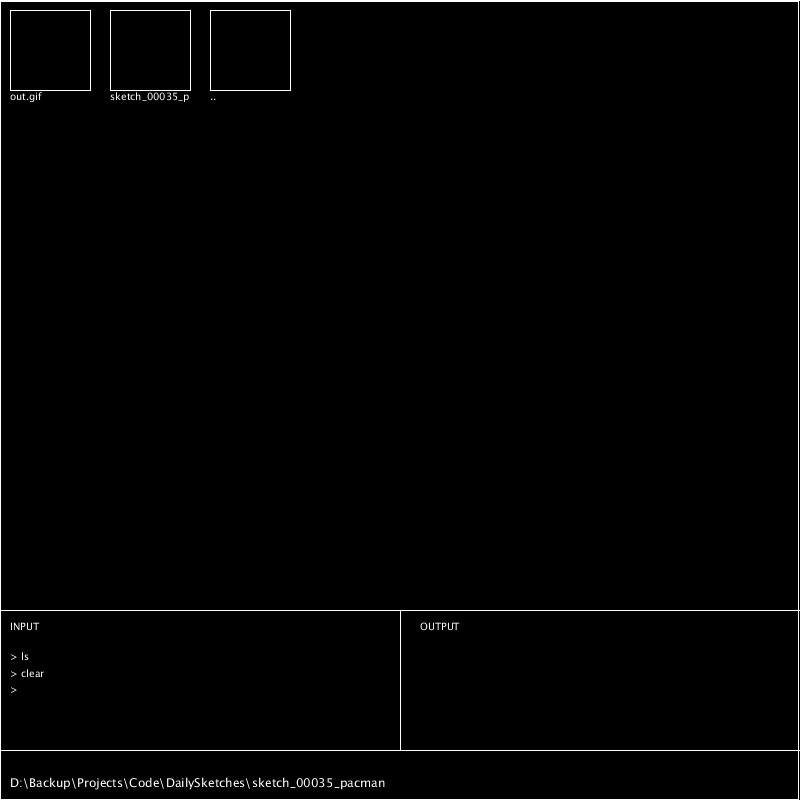 out.gif sketch_00035_p ..
INPUT
> ls
> clear
>
OUTPUT
D:\Backup\Projects\Code\DailySketches\sketch_00035_pacman